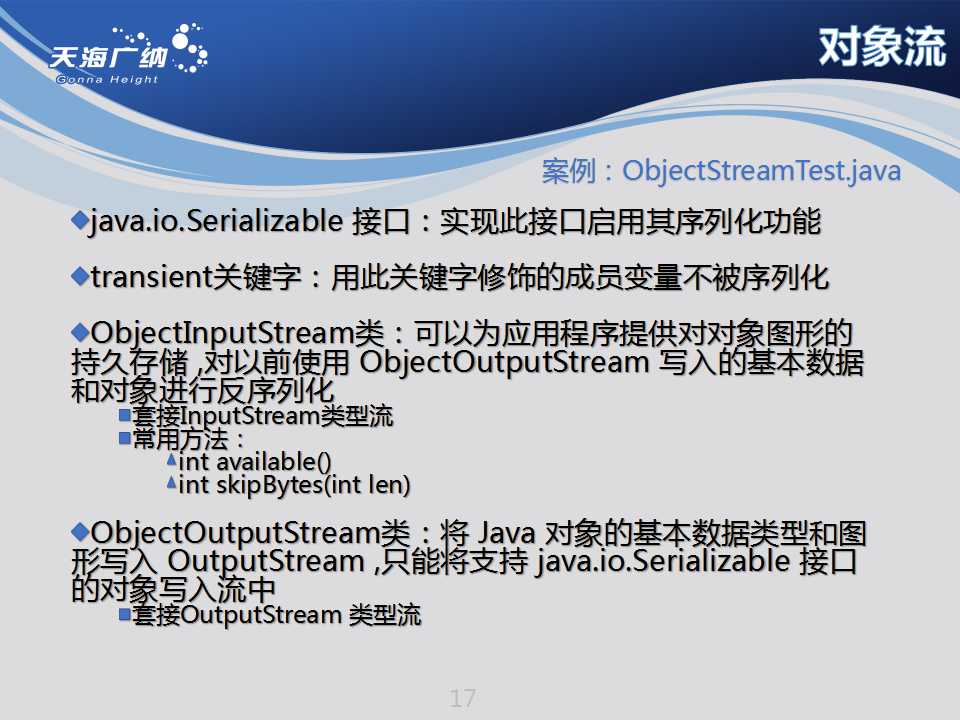 天海广纳
Gonna Height
对象流
案例：ObjectStreamTest.java
java.io.Serializable 接口：实现此接口启用其序列化功能
transient关键字：用此关键字修饰的成员变量不被序列化
ObjectInputStream类：可以为应用程序提供对对象图形的
持久存储 ,对以前使用 ObjectOutputStream 写入的基本数据
和对象进行反序列化
套接InputStream类型流
常用方法：
int available()
int skipBytes(int len)
ObjectOutputStream类：将 Java 对象的基本数据类型和图
形写入 OutputStream ,只能将支持 java.io.Serializable 接口
的对象写入流中
套接OutputStream 类型流
17